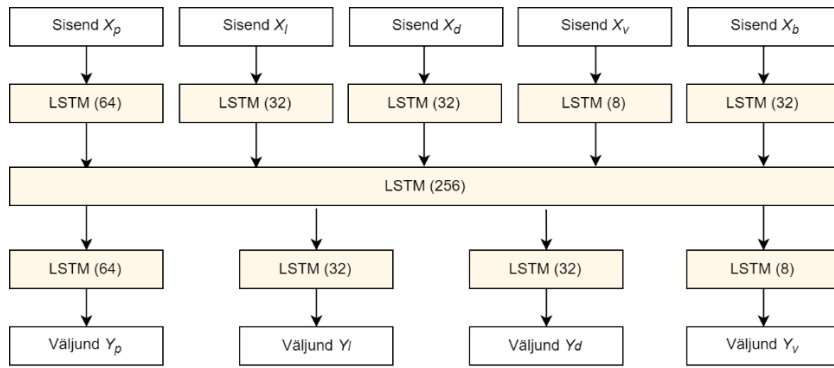 Sisend Xp
Sisend Xl
Sisend Xd
Sisend Xv
Sisend Xb
LSTM (64)
LSTM (32)
LSTM (32)
LSTM (8)
LSTM (32)
LSTM (256)
LSTM (64)
LSTM (32)
LSTM (32)
LSTM (8)
Väljund Yp
Väljund Yl
Väljund Yd
Väljund Yv